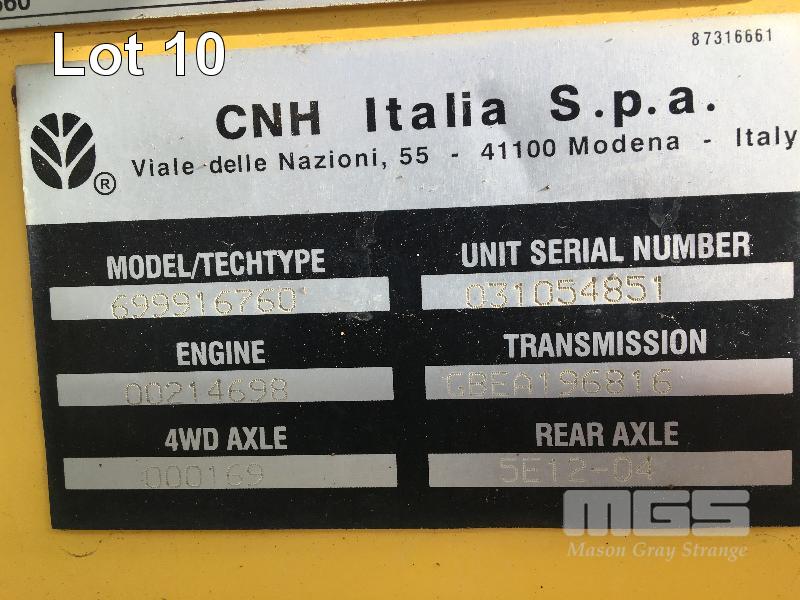 Lot 10
87316661
CNH Italia S.p.a.
Viale delle Nazioni, 55 - 41100 Modena - Italy
®
MODEL/TECHTYPE
699916760
UNIT SERIAL NUMBER
031054851
ENGINE
00214698
TRANSMISSION
GBEA196816
4WD AXLE
000169
REAR AXLE
5E12-04
MGS
Mason Gray Strange